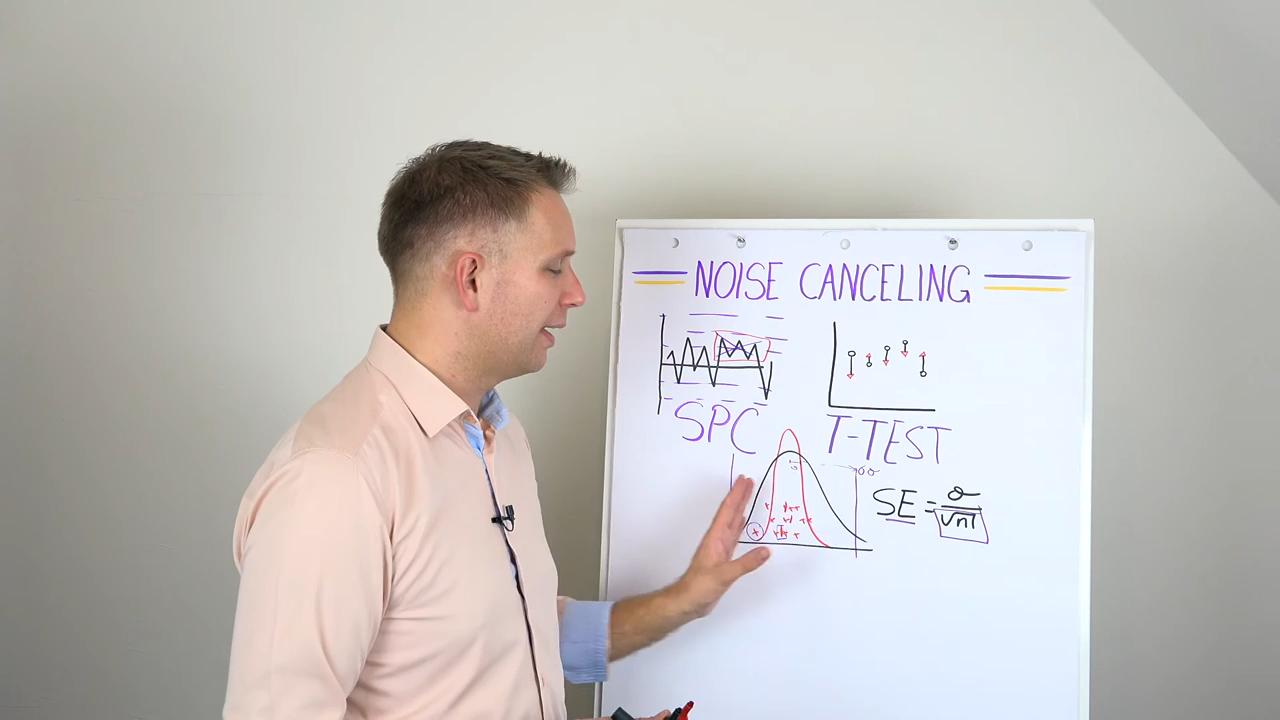 NOISE CANCELING
SPC
T-TEST
SE = σ/√n